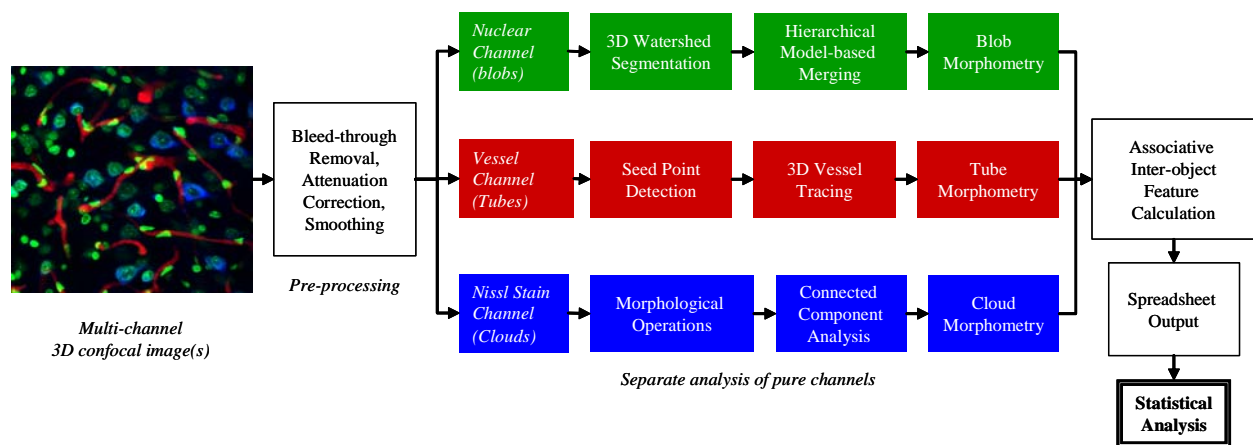 Multi-channel
3D confocal image(s)
Bleed-through
Removal,
Attenuation
Correction,
Smoothing
Pre-processing
Nuclear
Channel
(blobs)
3D Watershed
Segmentation
Hierarchical
Model-based
Merging
Blob
Morphometry
Vessel
Channel
(Tubes)
Seed Point
Detection
3D Vessel
Tracing
Tube
Morphometry
Nissl Stain
Channel
(Clouds)
Morphological
Operations
Connected
Component
Analysis
Cloud
Morphometry
Separate analysis of pure channels
Associative
Inter-object
Feature
Calculation
Spreadsheet
Output
Statistical
Analysis